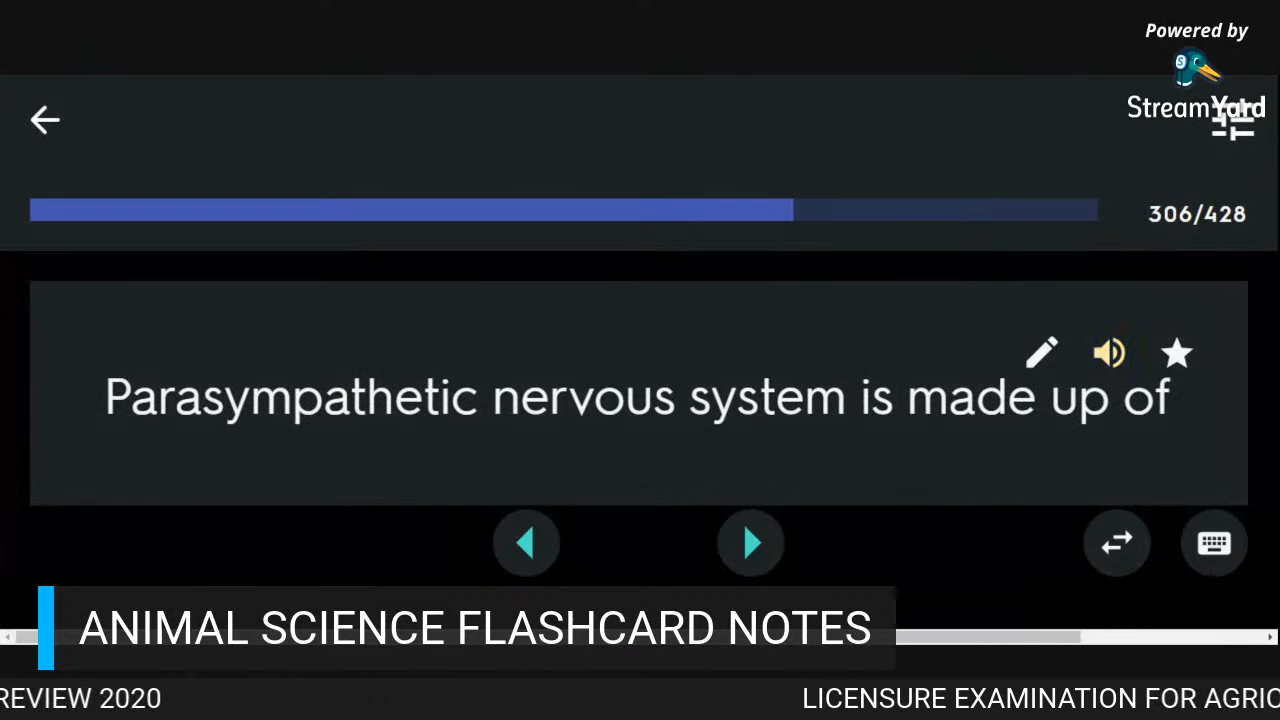 Powered by
StreamYard
306/428
Parasympathetic nervous system is made up of
ANIMAL SCIENCE FLASHCARD NOTES
REVIEW 2020 LICENSURE EXAMINATION FOR AGRIC